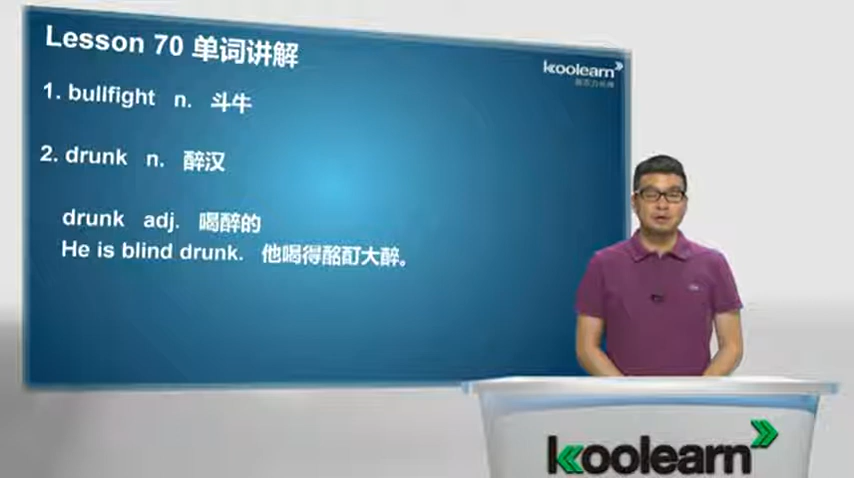 Lesson 70 单词讲解
koolearn
1. bullfight n. 斗牛
2. drunk n. 醉汉
drunk adj. 喝醉的
He is blind drunk. 他喝得酩酊大醉。
koolearn